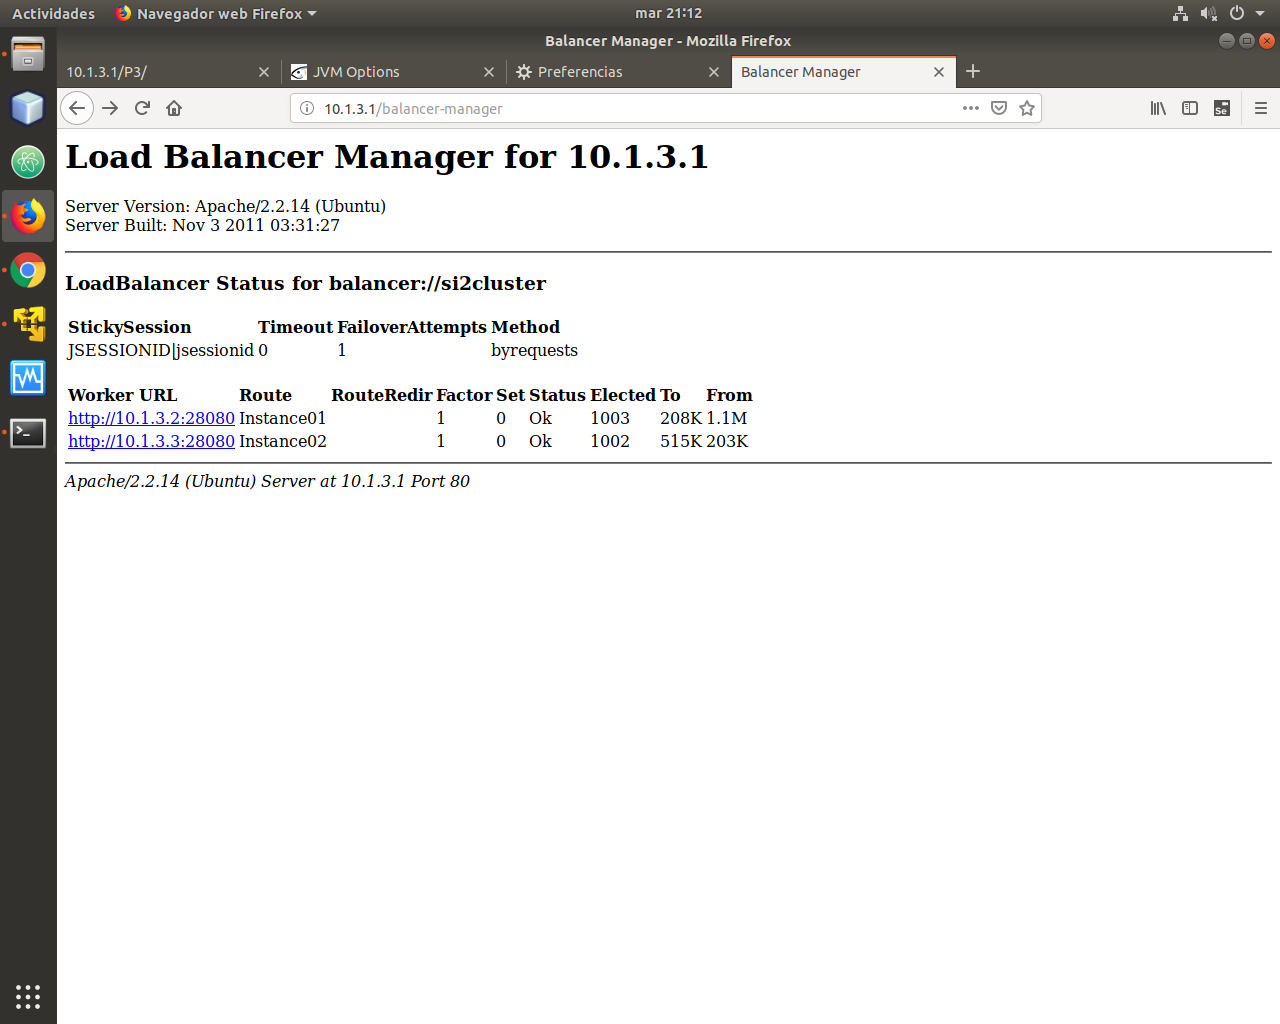 Actividades Navegador web Firefox mar 21:12
Balancer Manager - Mozilla Firefox
10.1.3.1/P3/ JVM Options Preferencias Balancer Manager
10.1.3.1/balancer-manager Se
Load Balancer Manager for 10.1.3.1
Server Version: Apache/2.2.14 (Ubuntu)
Server Built: Nov 3 2011 03:31:27
LoadBalancer Status for balancer://si2cluster
StickySession Timeout FailoverAttempts Method
JSESSIONID|jsessionid 0 1 byrequests
Worker URL Route RouteRedir Factor Set Status Elected To From
http://10.1.3.2:28080 Instance01 1 0 Ok 1003 208K 1.1M
http://10.1.3.3:28080 Instance02 1 0 Ok 1002 515K 203K
Apache/2.2.14 (Ubuntu) Server at 10.1.3.1 Port 80